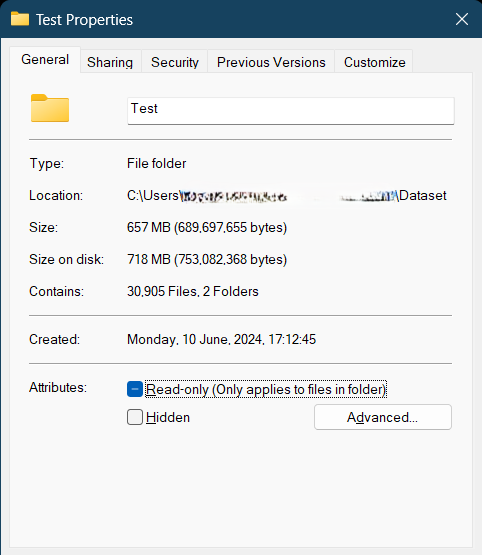 Test Properties
General Sharing Security Previous Versions Customize
Test
Type: File folder
Location: C:\Users\ \Dataset
Size: 657 MB (689,697,655 bytes)
Size on disk: 718 MB (753,082,368 bytes)
Contains: 30,905 Files, 2 Folders
Created: Monday, 10 June, 2024, 17:12:45
Attributes: Read-only (Only applies to files in folder)
Hidden Advanced...